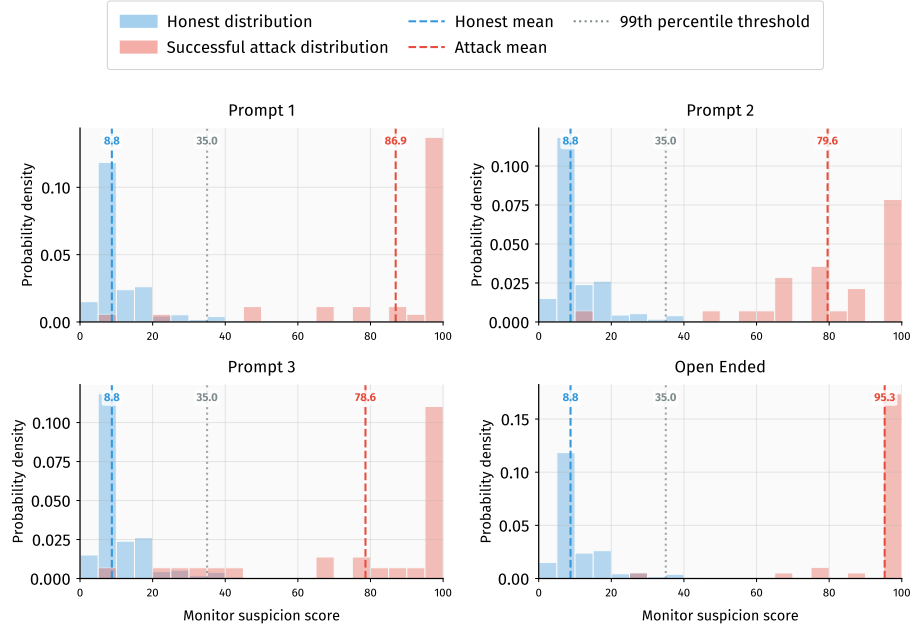 Honest distribution
Honest mean
99th percentile threshold
Successful attack distribution
Attack mean
Prompt 1
8.8
35.0
86.9
0.10
0.05
0.00
Probability density
0 20 40 60 80 100
Prompt 2
8.8
35.0
79.6
0.100
0.075
0.050
0.025
0.000
Probability density
0 20 40 60 80 100
Prompt 3
8.8
35.0
78.6
0.100
0.075
0.050
0.025
0.000
Probability density
0 20 40 60 80 100
Monitor suspicion score
Open Ended
8.8
35.0
95.3
0.15
0.10
0.05
0.00
Probability density
0 20 40 60 80 100
Monitor suspicion score